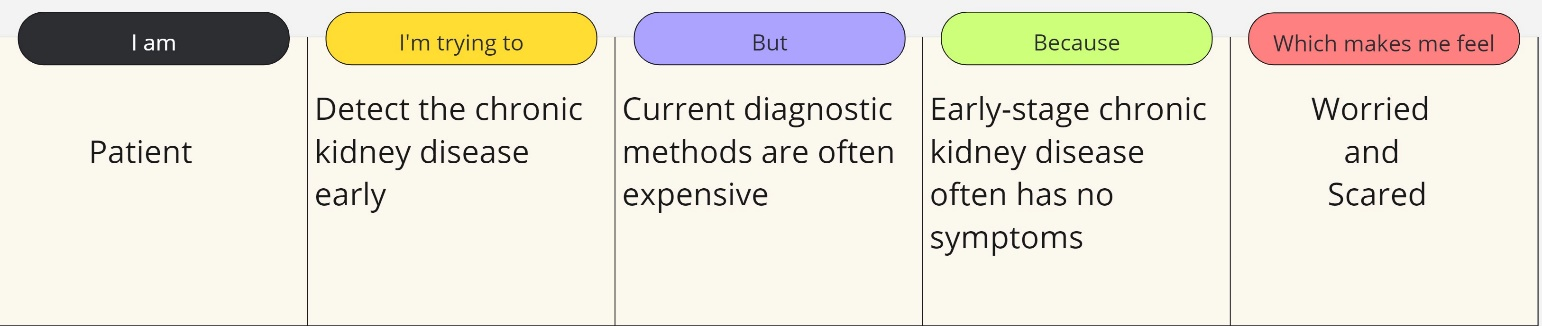 I am
Patient
I'm trying to
Detect the chronic
kidney disease
early
But
Current diagnostic
methods are often
expensive
Because
Early-stage chronic
kidney disease
often has no
symptoms
Which makes me feel
Worried
and
Scared